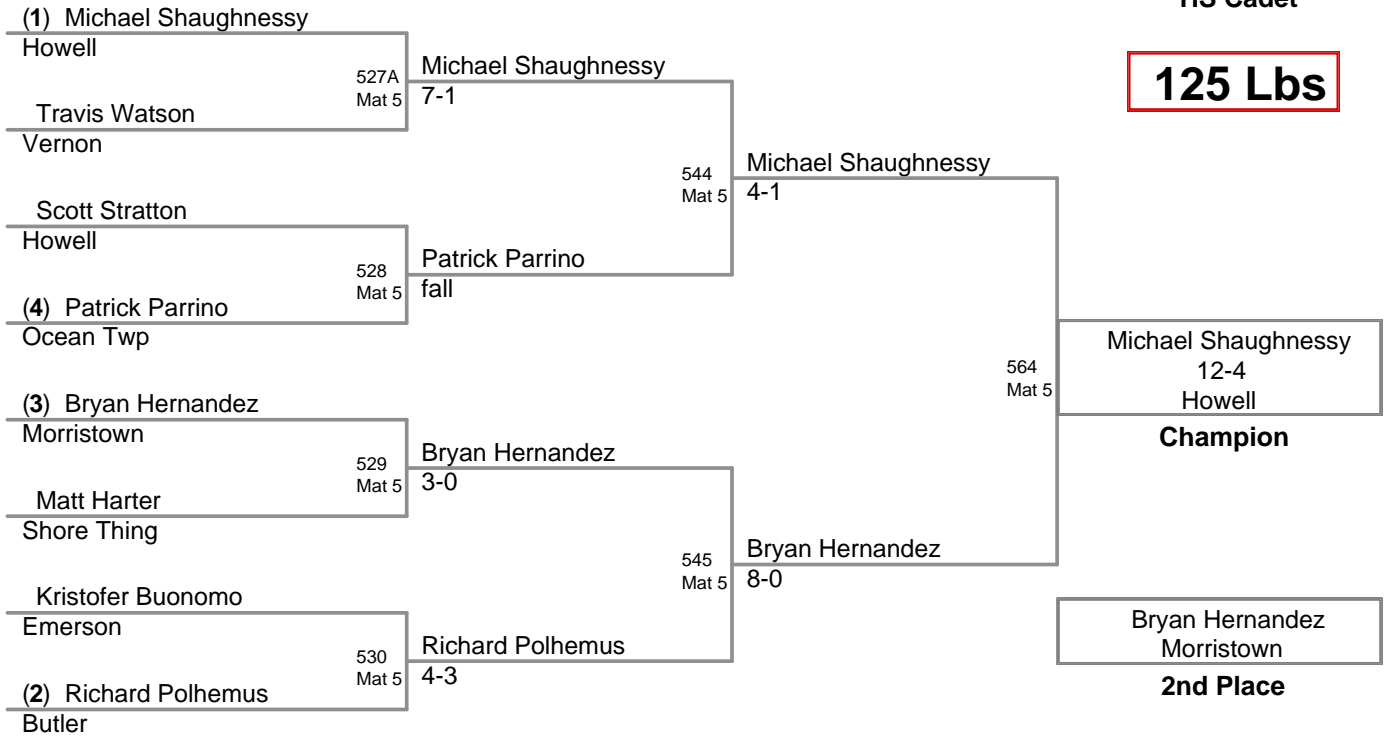 HS Cadet
125 Lbs
(1) Michael Shaughnessy
Howell
527A
Mat 5
Travis Watson
Vernon
Michael Shaughnessy
7-1
Scott Stratton
Howell
528
Mat 5
(4) Patrick Parrino
Ocean Twp
Patrick Parrino
fall
544
Mat 5
Michael Shaughnessy
4-1
(3) Bryan Hernandez
Morristown
529
Mat 5
Matt Harter
Shore Thing
Bryan Hernandez
3-0
Kristofer Buonomo
Emerson
530
Mat 5
(2) Richard Polhemus
Butler
Richard Polhemus
4-3
545
Mat 5
Bryan Hernandez
8-0
564
Mat 5
Michael Shaughnessy
12-4
Howell
Champion
Bryan Hernandez
Morristown
2nd Place